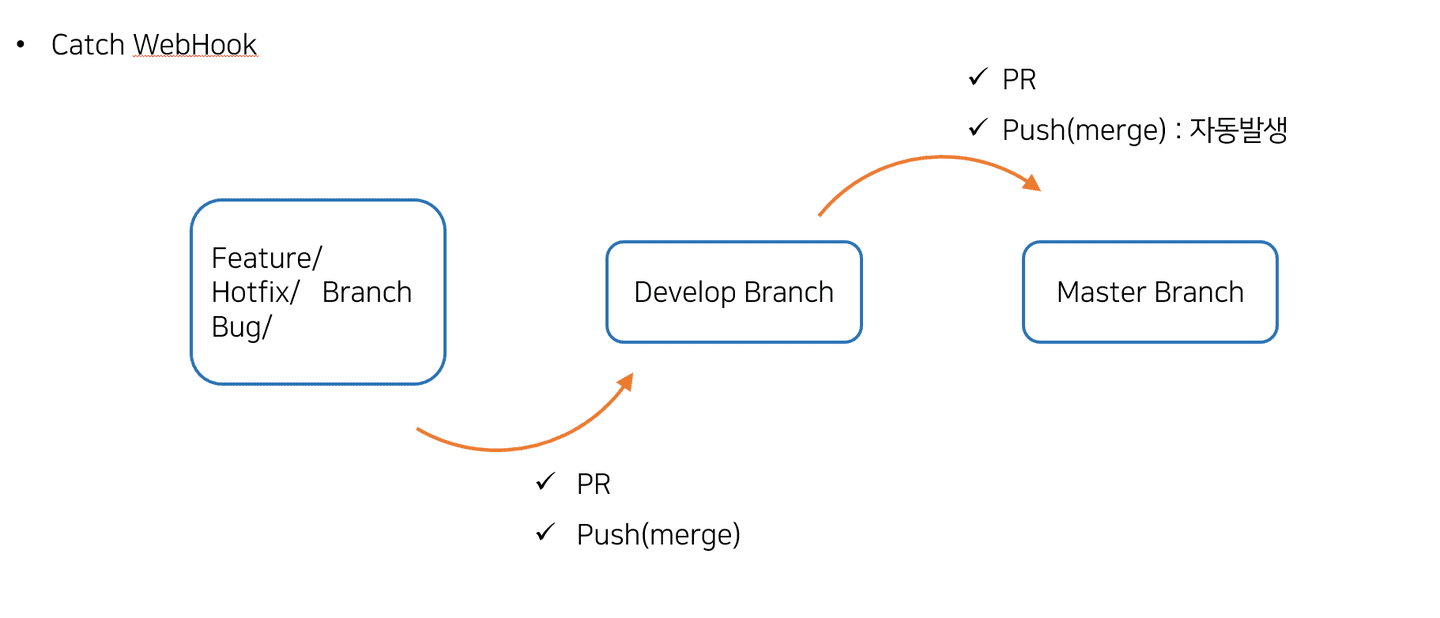 • Catch WebHook
✓ PR
✓ Push(merge) : 자동발생
Feature/
Hotfix/ Branch
Bug/
Develop Branch
Master Branch
✓ PR
✓ Push(merge)